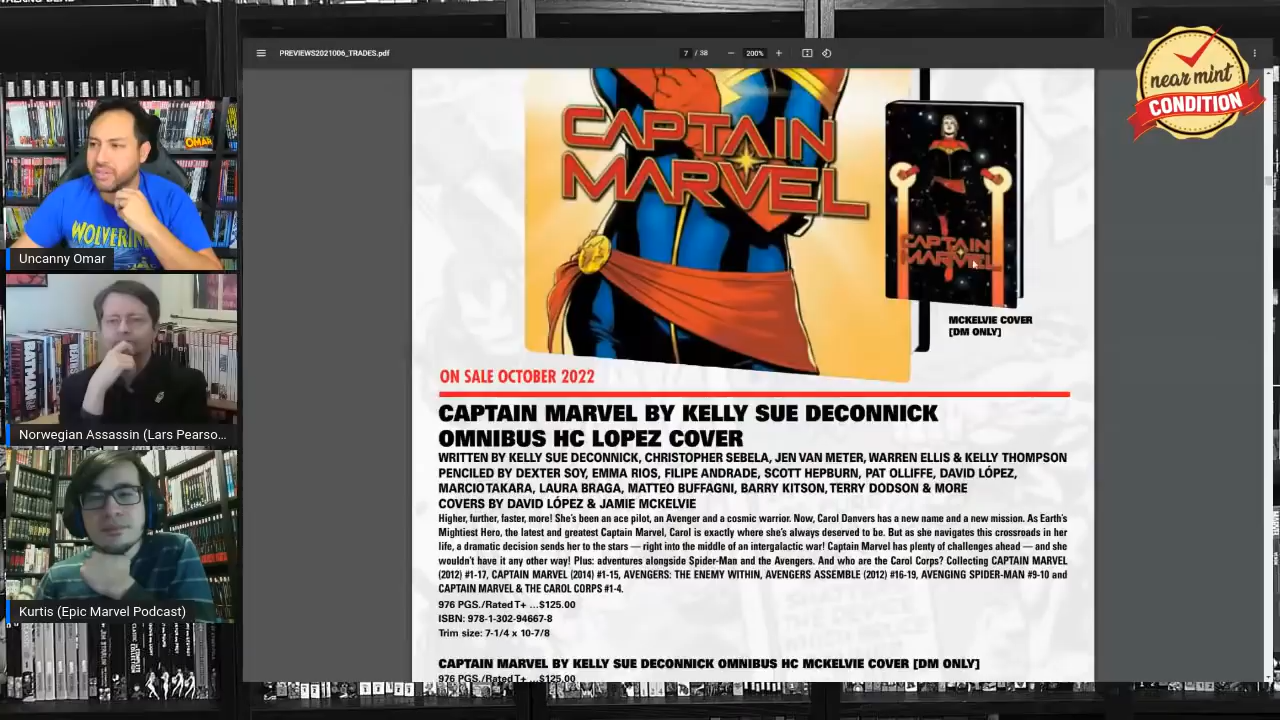 PREVIEWS2021006_TRADES.pdf
7 / 38
200%
near mint
CONDITION
CAPTAIN
MARVEL
CAPTAIN
MARVEL
MCKELVIE COVER
[DM ONLY]
OMAR
WOLVERINE
Uncanny Omar
BATMAN
Norwegian Assassin (Lars Pearso...
Kurtis (Epic Marvel Podcast)
ON SALE OCTOBER 2022
CAPTAIN MARVEL BY KELLY SUE DECONNICK
OMNIBUS HC LOPEZ COVER
WRITTEN BY KELLY SUE DECONNICK, CHRISTOPHER SEBELA, JEN VAN METER, WARREN ELLIS & KELLY THOMPSON
PENCILED BY DEXTER SOY, EMMA RIOS, FILIPE ANDRADE, SCOTT HEPBURN, PAT OLLIFFE, DAVID LÓPEZ,
MARCIO TAKARA, LAURA BRAGA, MATTEO BUFFAGNI, BARRY KITSON, TERRY DODSON & MORE
COVERS BY DAVID LÓPEZ & JAMIE MCKELVIE
Higher, further, faster, more! She's been an ace pilot, an Avenger and a cosmic warrior. Now, Carol Danvers has a new name and a new mission. As Earth's
Mightiest Hero, the latest and greatest Captain Marvel, Carol is exactly where she's always deserved to be. But as she navigates this crossroads in her
life, a dramatic decision sends her to the stars — right into the middle of an intergalactic war! Captain Marvel has plenty of challenges ahead — and she
wouldn't have it any other way! Plus: adventures alongside Spider-Man and the Avengers. And who are the Carol Corps? Collecting CAPTAIN MARVEL
(2012) #1-17, CAPTAIN MARVEL (2014) #1-15, AVENGERS: THE ENEMY WITHIN, AVENGERS ASSEMBLE (2012) #16-19, AVENGING SPIDER-MAN #9-10 and
CAPTAIN MARVEL & THE CAROL CORPS #1-4.
976 PGS./Rated T+ ...$125.00
ISBN: 978-1-302-94667-8
Trim size: 7-1/4 x 10-7/8
CAPTAIN MARVEL BY KELLY SUE DECONNICK OMNIBUS HC MCKELVIE COVER [DM ONLY]
976 PGS./Rated T+ ...$125.00